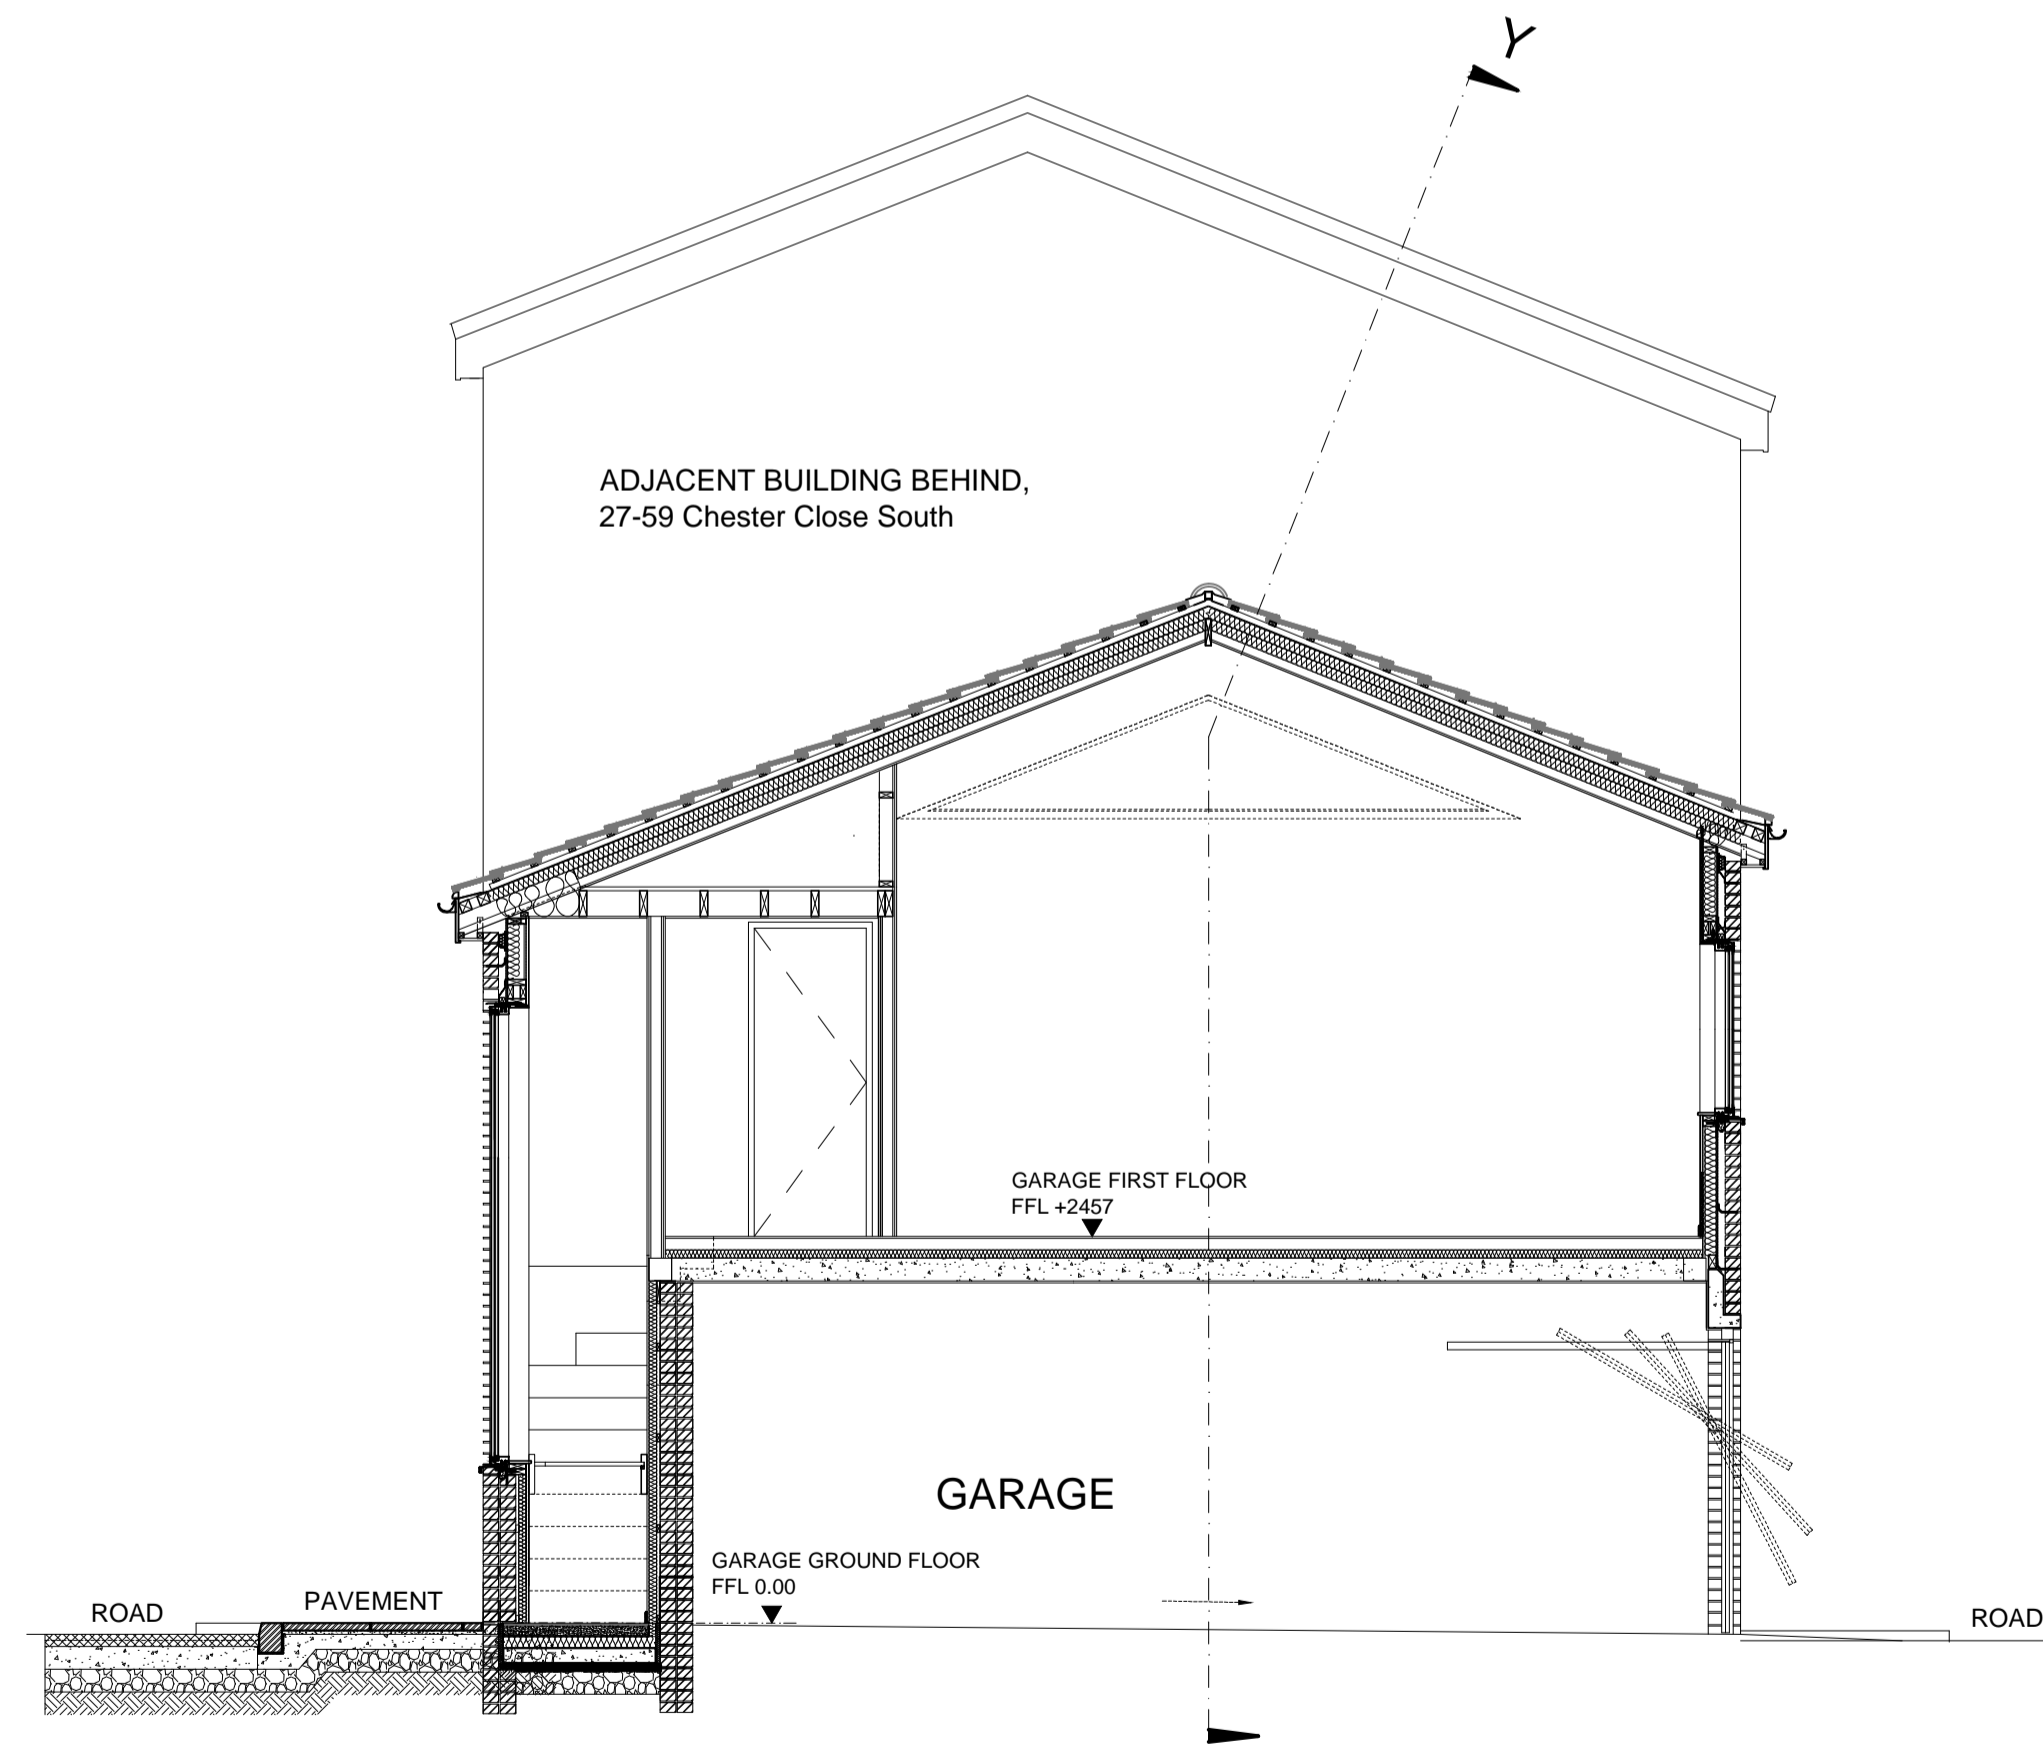 Y
ADJACENT BUILDING BEHIND,
27-59 Chester Close South
GARAGE FIRST FLOOR
FFL +2457
GARAGE
GARAGE GROUND FLOOR
FFL 0.00
ROAD
PAVEMENT
ROAD